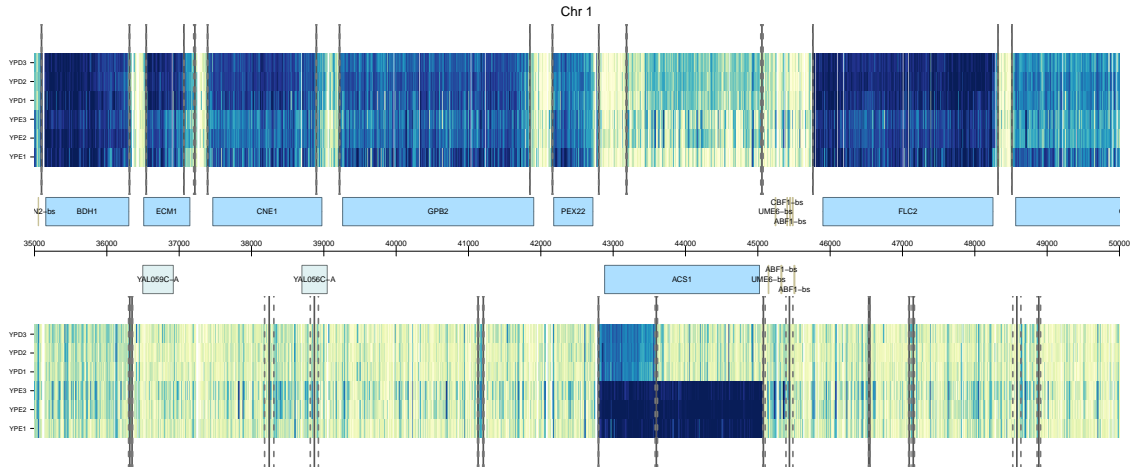 Chr 1
YPD3
YPD2
YPD1
YPE3
YPE2
YPE1
N2−bs BDH1 ECM1 CNE1 GPB2 PEX22 CBF1−bs UME6−bs ABF1−bs FLC2
35000 36000 37000 38000 39000 40000 41000 42000 43000 44000 45000 46000 47000 48000 49000 50000
YAL059C−A YAL056C−A ACS1 ABF1−bs UME6−bs ABF1−bs
YPD3
YPD2
YPD1
YPE3
YPE2
YPE1